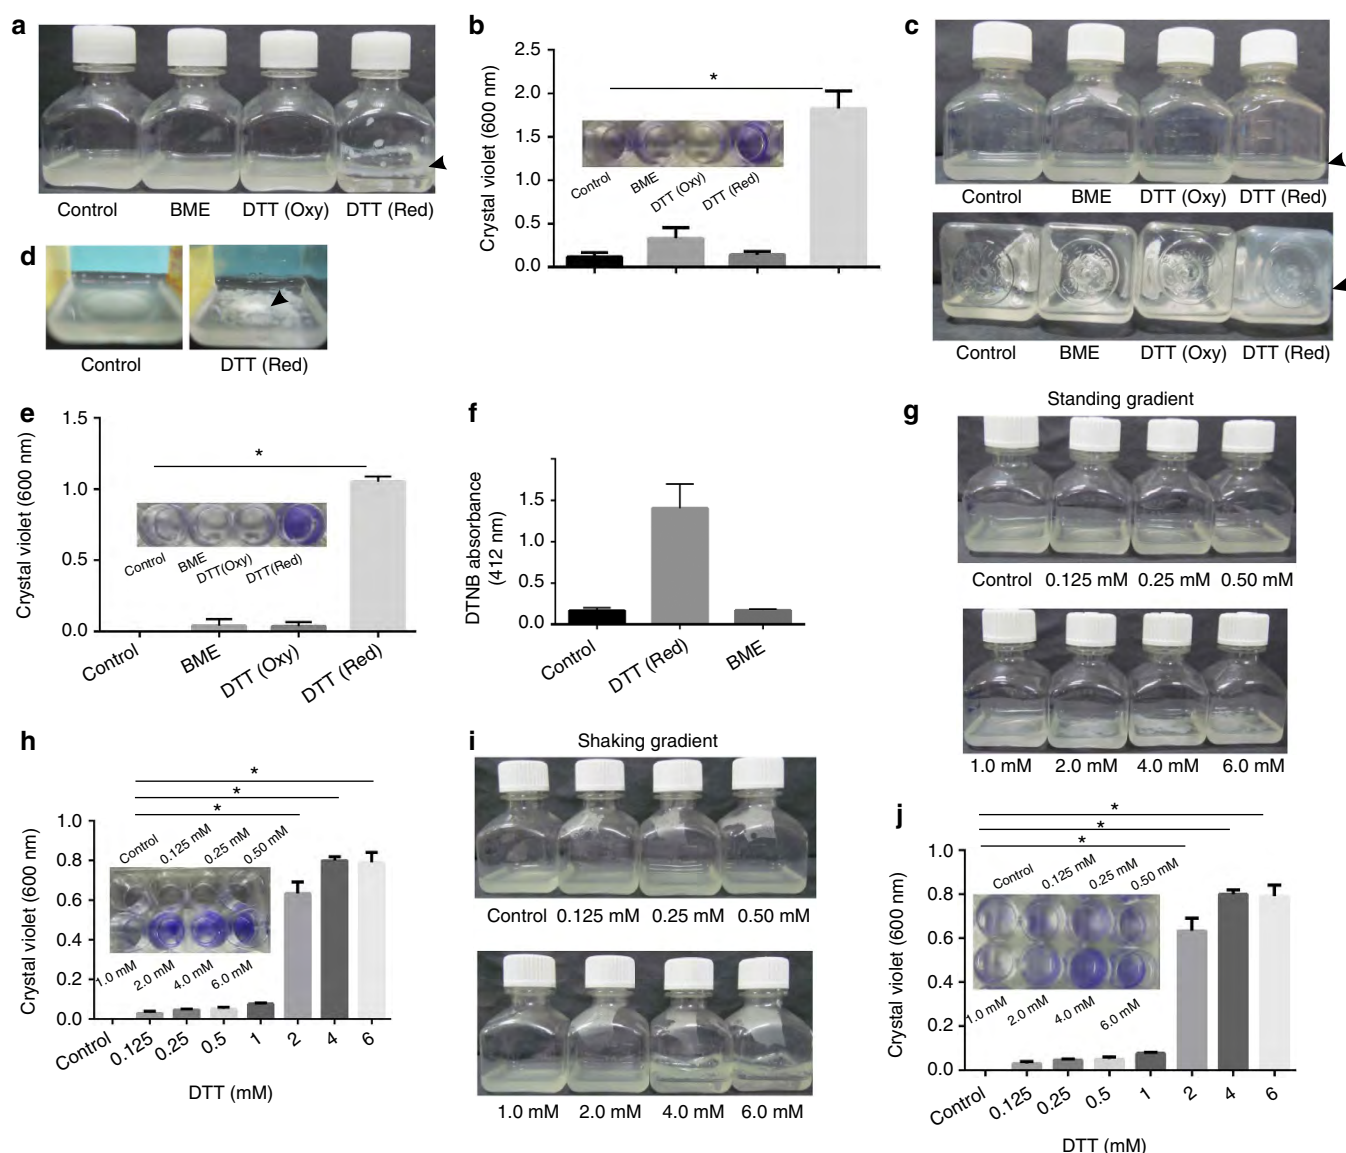 a
Control BME DTT (Oxy) DTT (Red)
b
Crystal violet (600 nm)
2.5
2.0
1.5
1.0
0.5
0.0
*
Control BME DTT (Oxy) DTT (Red)
c
Control BME DTT (Oxy) DTT (Red)
Control BME DTT (Oxy) DTT (Red)
d
Control DTT (Red)
e
Crystal violet (600 nm)
1.5
1.0
0.5
0.0
*
Control BME DTT(Oxy) DTT(Red)
Control BME DTT (Oxy) DTT (Red)
f
DTNB absorbance
(412 nm)
1.5
1.0
0.5
0.0
Control DTT (Red) BME
g
Standing gradient
Control 0.125 mM 0.25 mM 0.50 mM
1.0 mM 2.0 mM 4.0 mM 6.0 mM
h
*
*
*
Crystal violet (600 nm)
1.0
0.8
0.6
0.4
0.2
0.0
Control 0.125 mM 0.25 mM 0.50 mM
1.0 mM 2.0 mM 4.0 mM 6.0 mM
Control 0.125 0.25 0.5 1 2 4 6
DTT (mM)
i
Shaking gradient
Control 0.125 mM 0.25 mM 0.50 mM
1.0 mM 2.0 mM 4.0 mM 6.0 mM
j
*
*
*
Crystal violet (600 nm)
1.0
0.8
0.6
0.4
0.2
0.0
Control 0.125 mM 0.25 mM 0.50 mM
1.0 mM 2.0 mM 4.0 mM 6.0 mM
Control 0.125 0.25 0.5 1 2 4 6
DTT (mM)